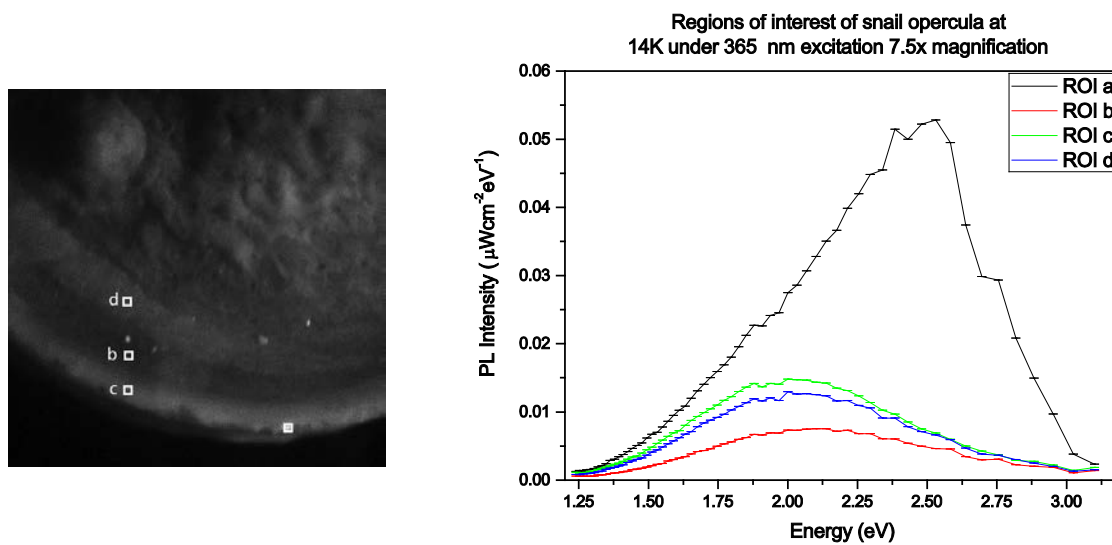 d
b
c
Regions of interest of snail opercula at
14K under 365 nm excitation 7.5x magnification
PL Intensity ( μWcm⁻²eV⁻¹)
0.06
0.05
0.04
0.03
0.02
0.01
0.00
ROI a
ROI b
ROI c
ROI d
1.25 1.50 1.75 2.00 2.25 2.50 2.75 3.00
Energy (eV)